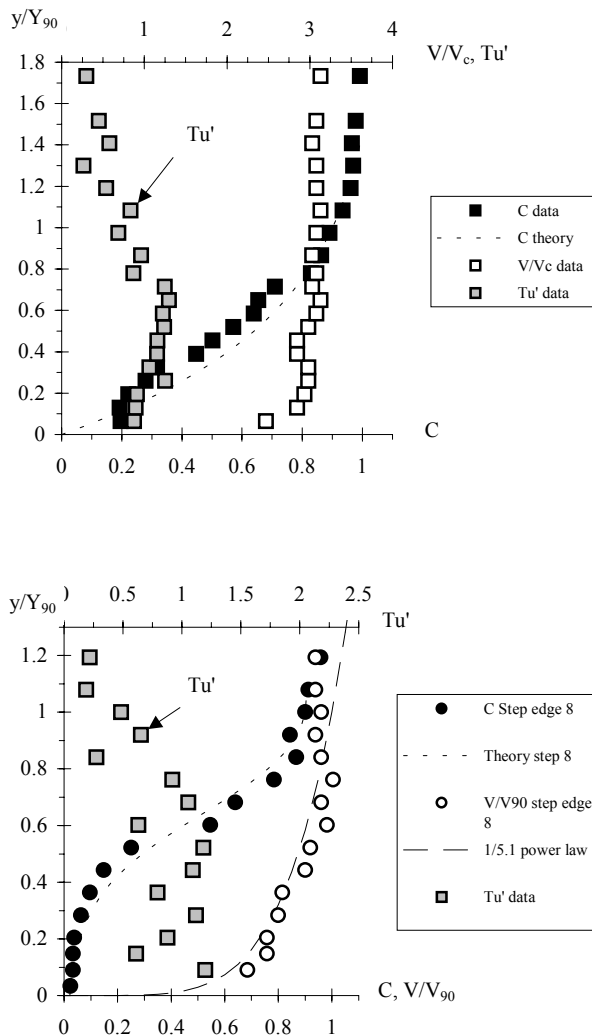 y/Y90
0 1 2 3 4
V/Vc, Tu'
1.8
1.6
1.4
1.2
1
0.8
0.6
0.4
0.2
0
Tu'
C data
C theory
V/Vc data
Tu' data
C
0 0.2 0.4 0.6 0.8 1
y/Y90
0 0.5 1 1.5 2 2.5
Tu'
1.2
1
0.8
0.6
0.4
0.2
0
Tu'
C Step edge 8
Theory step 8
V/V90 step edge
8
1/5.1 power law
Tu' data
C, V/V90
0 0.2 0.4 0.6 0.8 1